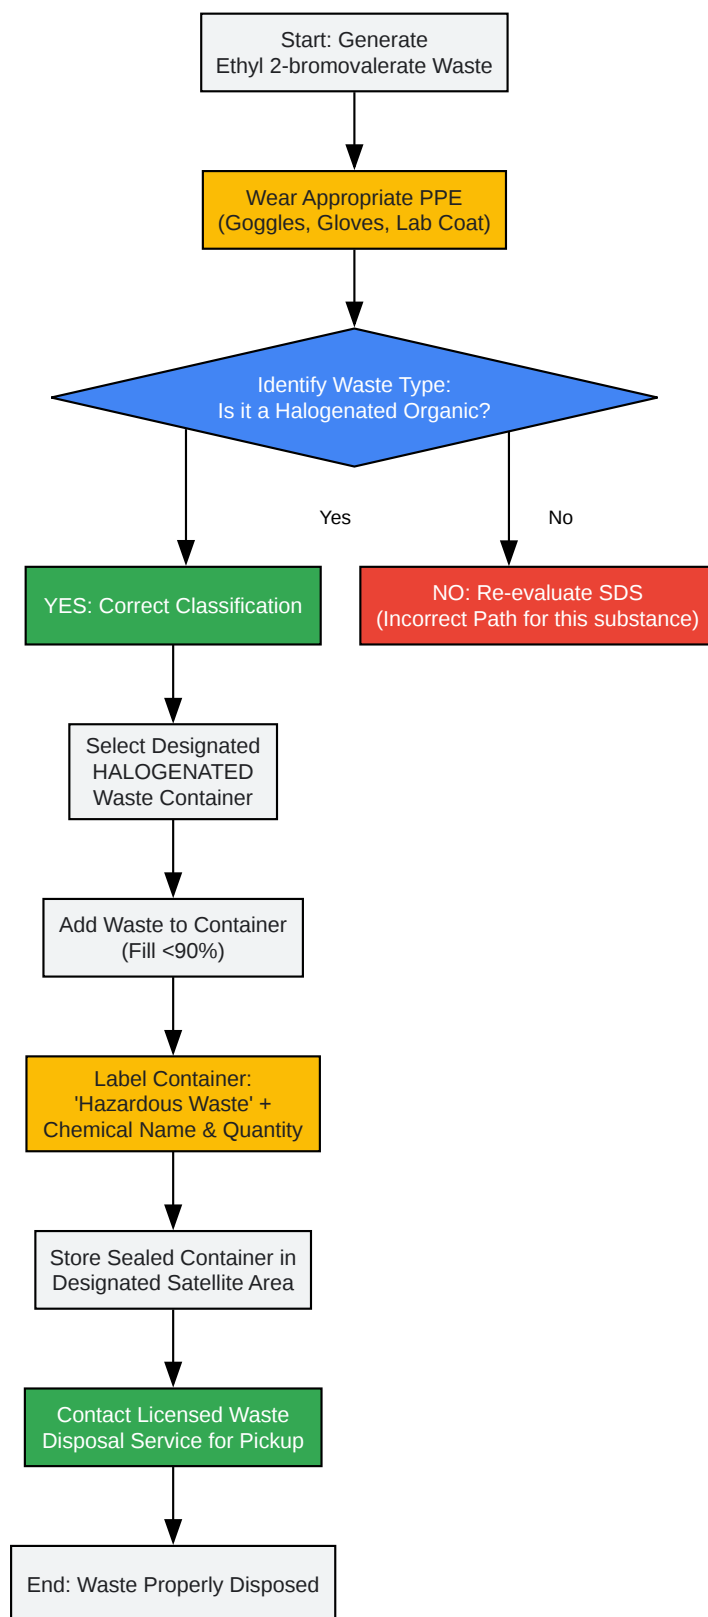 Start: Generate
Ethyl 2-bromovalerate Waste
Wear Appropriate PPE
(Goggles, Gloves, Lab Coat)
Identify Waste Type:
Is it a Halogenated Organic?
Yes
No
YES: Correct Classification
NO: Re-evaluate SDS
(Incorrect Path for this substance)
Select Designated
HALOGENATED
Waste Container
Add Waste to Container
(Fill <90%)
Label Container:
'Hazardous Waste' +
Chemical Name & Quantity
Store Sealed Container in
Designated Satellite Area
Contact Licensed Waste
Disposal Service for Pickup
End: Waste Properly Disposed